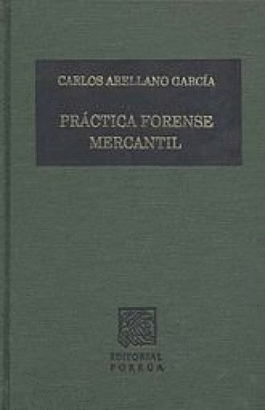 CARLOS ARELLANO GARCÍA
PRÁCTICA FORENSE
MERCANTIL
EDITORIAL
PORRÚA